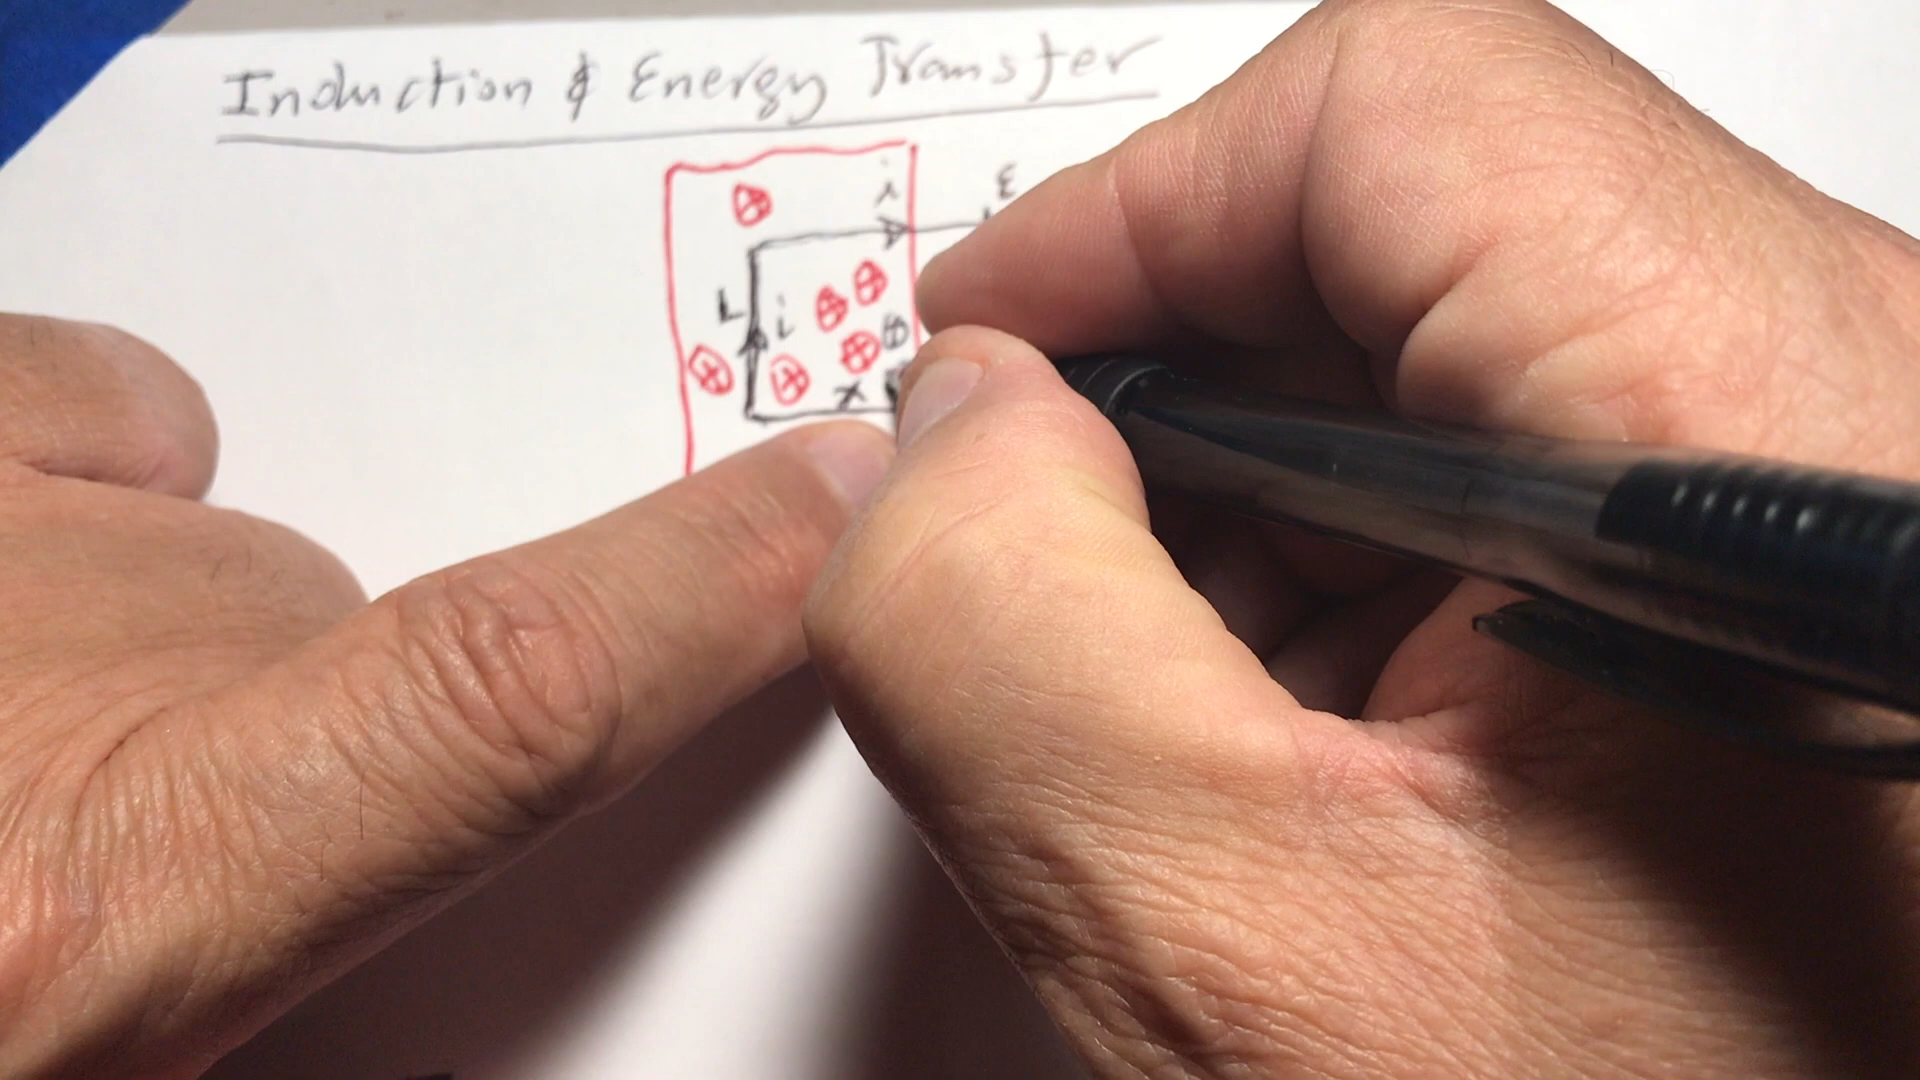 Induction & Energy Transfer
i
ε
L i
x